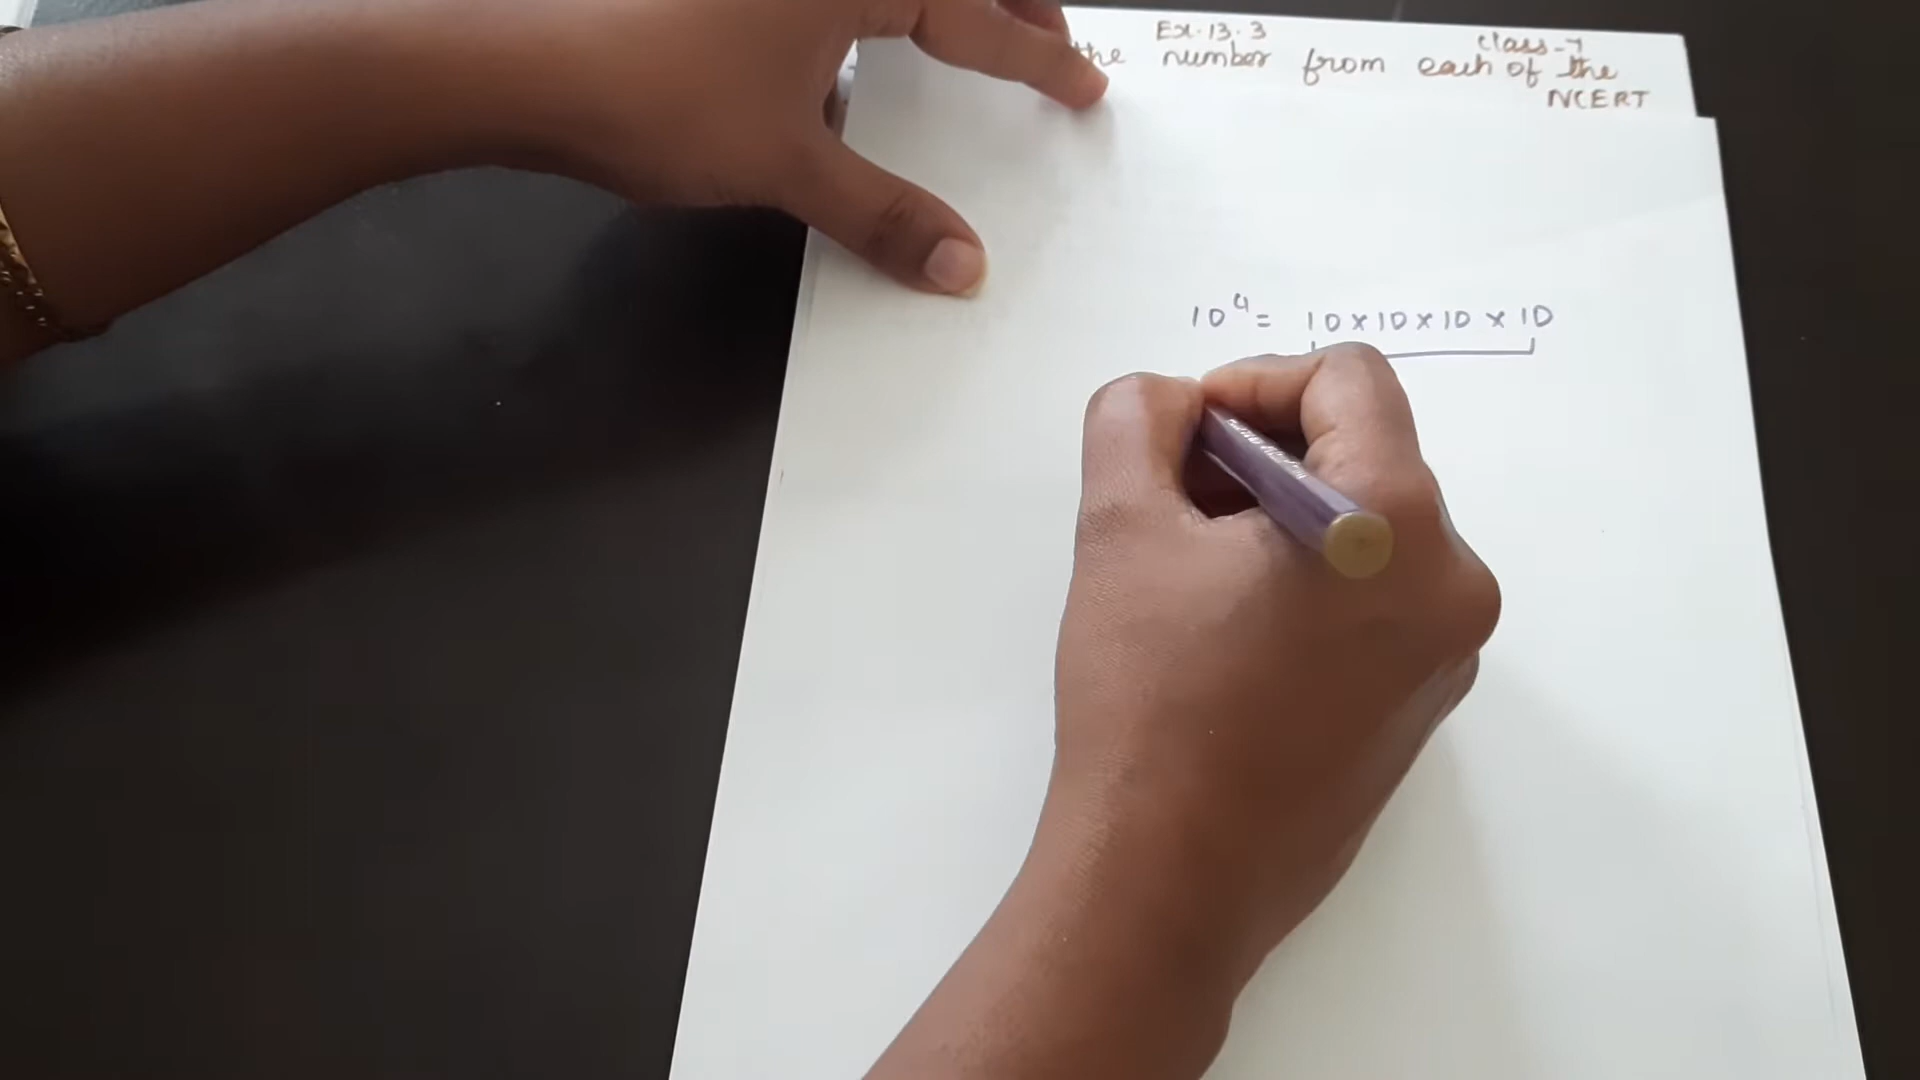 Ex. 13.3 Class-7
the number from each of the
NCERT
10⁴ = 10 x 10 x 10 x 10